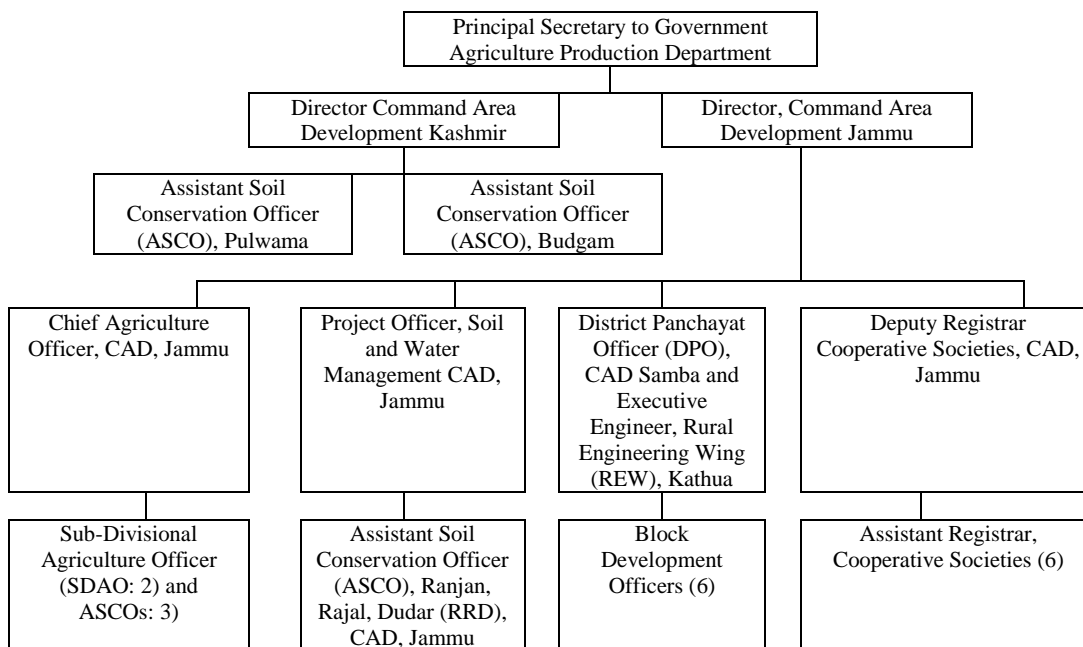 Principal Secretary to Government
Agriculture Production Department
Director Command Area
Development Kashmir
Director, Command Area
Development Jammu
Assistant Soil
Conservation Officer
(ASCO), Pulwama
Assistant Soil
Conservation Officer
(ASCO), Budgam
Chief Agriculture
Officer, CAD, Jammu
Project Officer, Soil
and Water
Management CAD,
Jammu
District Panchayat
Officer (DPO),
CAD Samba and
Executive
Engineer, Rural
Engineering Wing
(REW), Kathua
Deputy Registrar
Cooperative Societies, CAD,
Jammu
Sub-Divisional
Agriculture Officer
(SDAO: 2) and
ASCOs: 3)
Assistant Soil
Conservation Officer
(ASCO), Ranjan,
Rajal, Dudar (RRD),
CAD, Jammu
Block
Development
Officers (6)
Assistant Registrar,
Cooperative Societies (6)